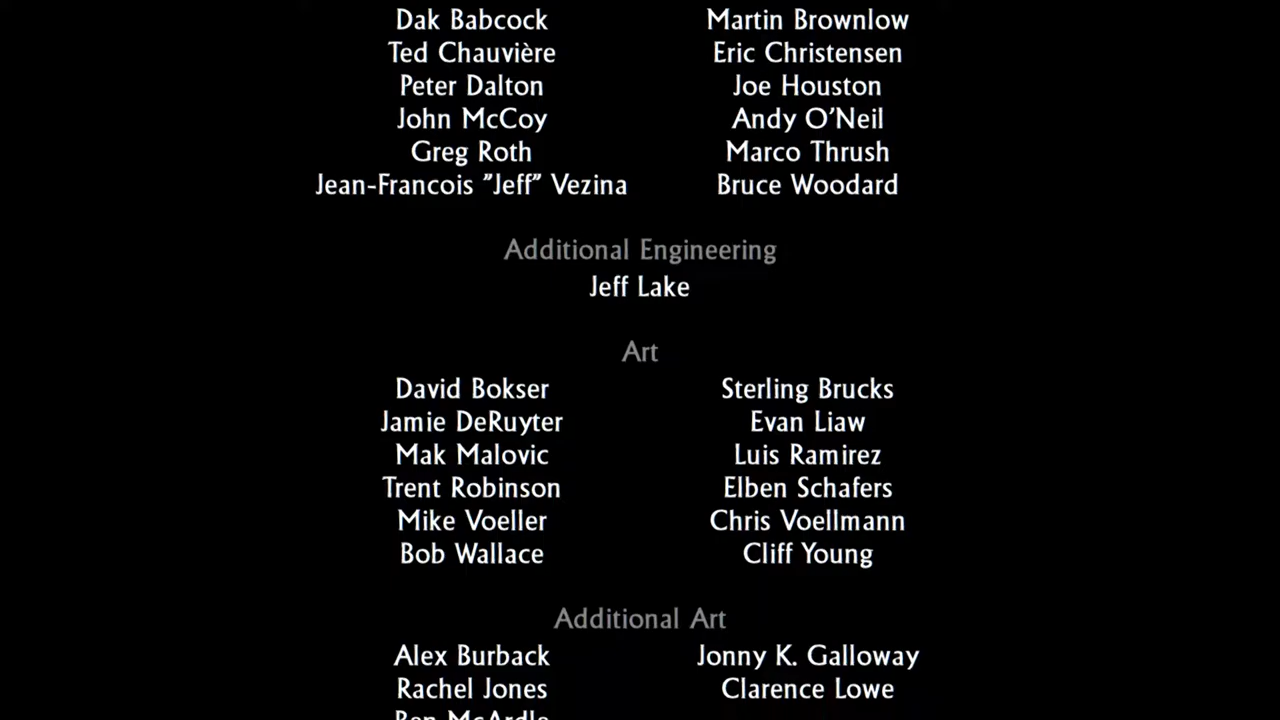 Dak Babcock Martin Brownlow
Ted Chauvière Eric Christensen
Peter Dalton Joe Houston
John McCoy Andy O’Neil
Greg Roth Marco Thrush
Jean-Francois ”Jeff” Vezina Bruce Woodard
Additional Engineering
Jeff Lake
Art
David Bokser Sterling Brucks
Jamie DeRuyter Evan Liaw
Mak Malovic Luis Ramirez
Trent Robinson Elben Schafers
Mike Voeller Chris Voellmann
Bob Wallace Cliff Young
Additional Art
Alex Burback Jonny K. Galloway
Rachel Jones Clarence Lowe
Ben McArdle